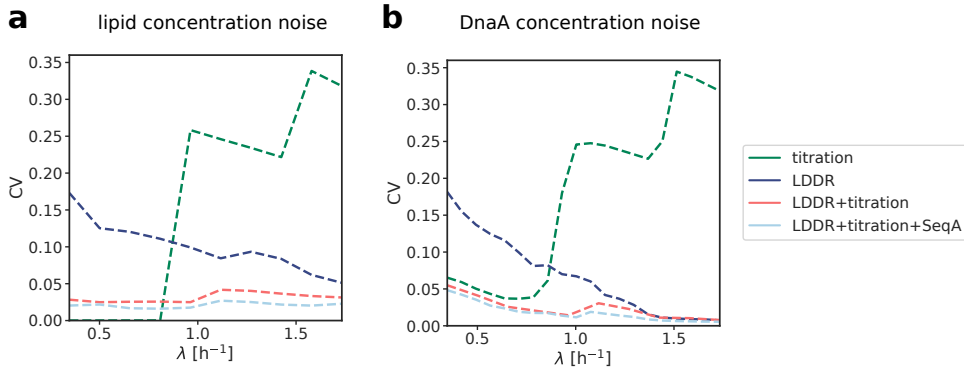 a
lipid concentration noise
0.35
0.30
0.25
0.20
0.15
0.10
0.05
0.00
CV
0.5
1.0
1.5
λ [h⁻¹]
b
DnaA concentration noise
0.35
0.30
0.25
0.20
0.15
0.10
0.05
0.00
CV
0.5
1.0
1.5
λ [h⁻¹]
titration
LDDR
LDDR+titration
LDDR+titration+SeqA